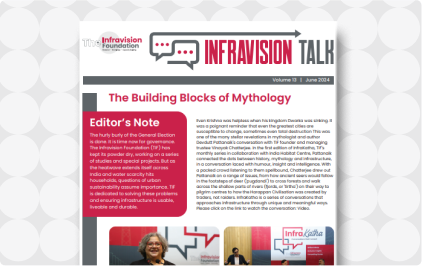 The Infravision
Foundation
INFRAVISION TALK
Volume 13 | June 2024
The Building Blocks of Mythology
Editor's Note
The hurly burly of the General Election
is done. It is time now for governance.
The Infravision Foundation ('TIF') has
kept its powder dry, working on a series
of studies and special projects. But as
the heatwave extends, itself across
India and water scarcity hits
households, questions of urban
sustainability assume importance. TIF
is dedicated to solving these problems
and ensuring infrastructure is usable,
liveable and durable.
Even Krishna was helpless when his kingdom Dwarka was sinking. It
was a poignant reminder that even the greatest cities are
susceptible to change, sometimes even total destruction. This was
one of the many stellar revelations in mythologist and author
Devdutt Pattanaik's conversation with TIF founder and managing
trustee Vinayak Chatterjee, in the first edition of InfraKatha, TIF's
monthly series in collaboration with India Habitat Centre. Pattanaik
connected the dots between history, mythology and infrastructure,
in a conversation laced with humour, insight and intelligence. With
a packed crowd listening to them spellbound, Chatterjee drew out
Pattanaik on a range of issues, from how ancient seers would follow
in the footsteps of deer ('pugdandi') to cross forests and walk
across the shallow parts of rivers (fjords, or 'tirtha') on their way to
pilgrim centres to how the Harappan Civilisation was created by
traders, not raiders. InfraKatha is a series of conversations that
approaches infrastructure through unique and meaningful ways.
Please click on the link to watch the conversation Video.
Infra
Katha